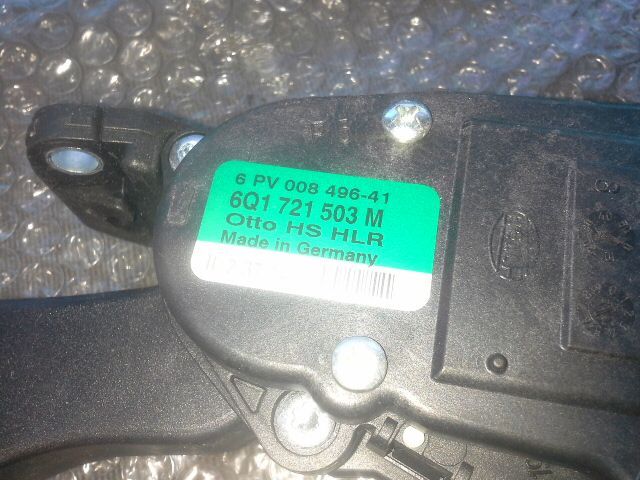 6 PV 008 496-41
6Q1 721 503 M
Otto HS HLR
Made in Germany